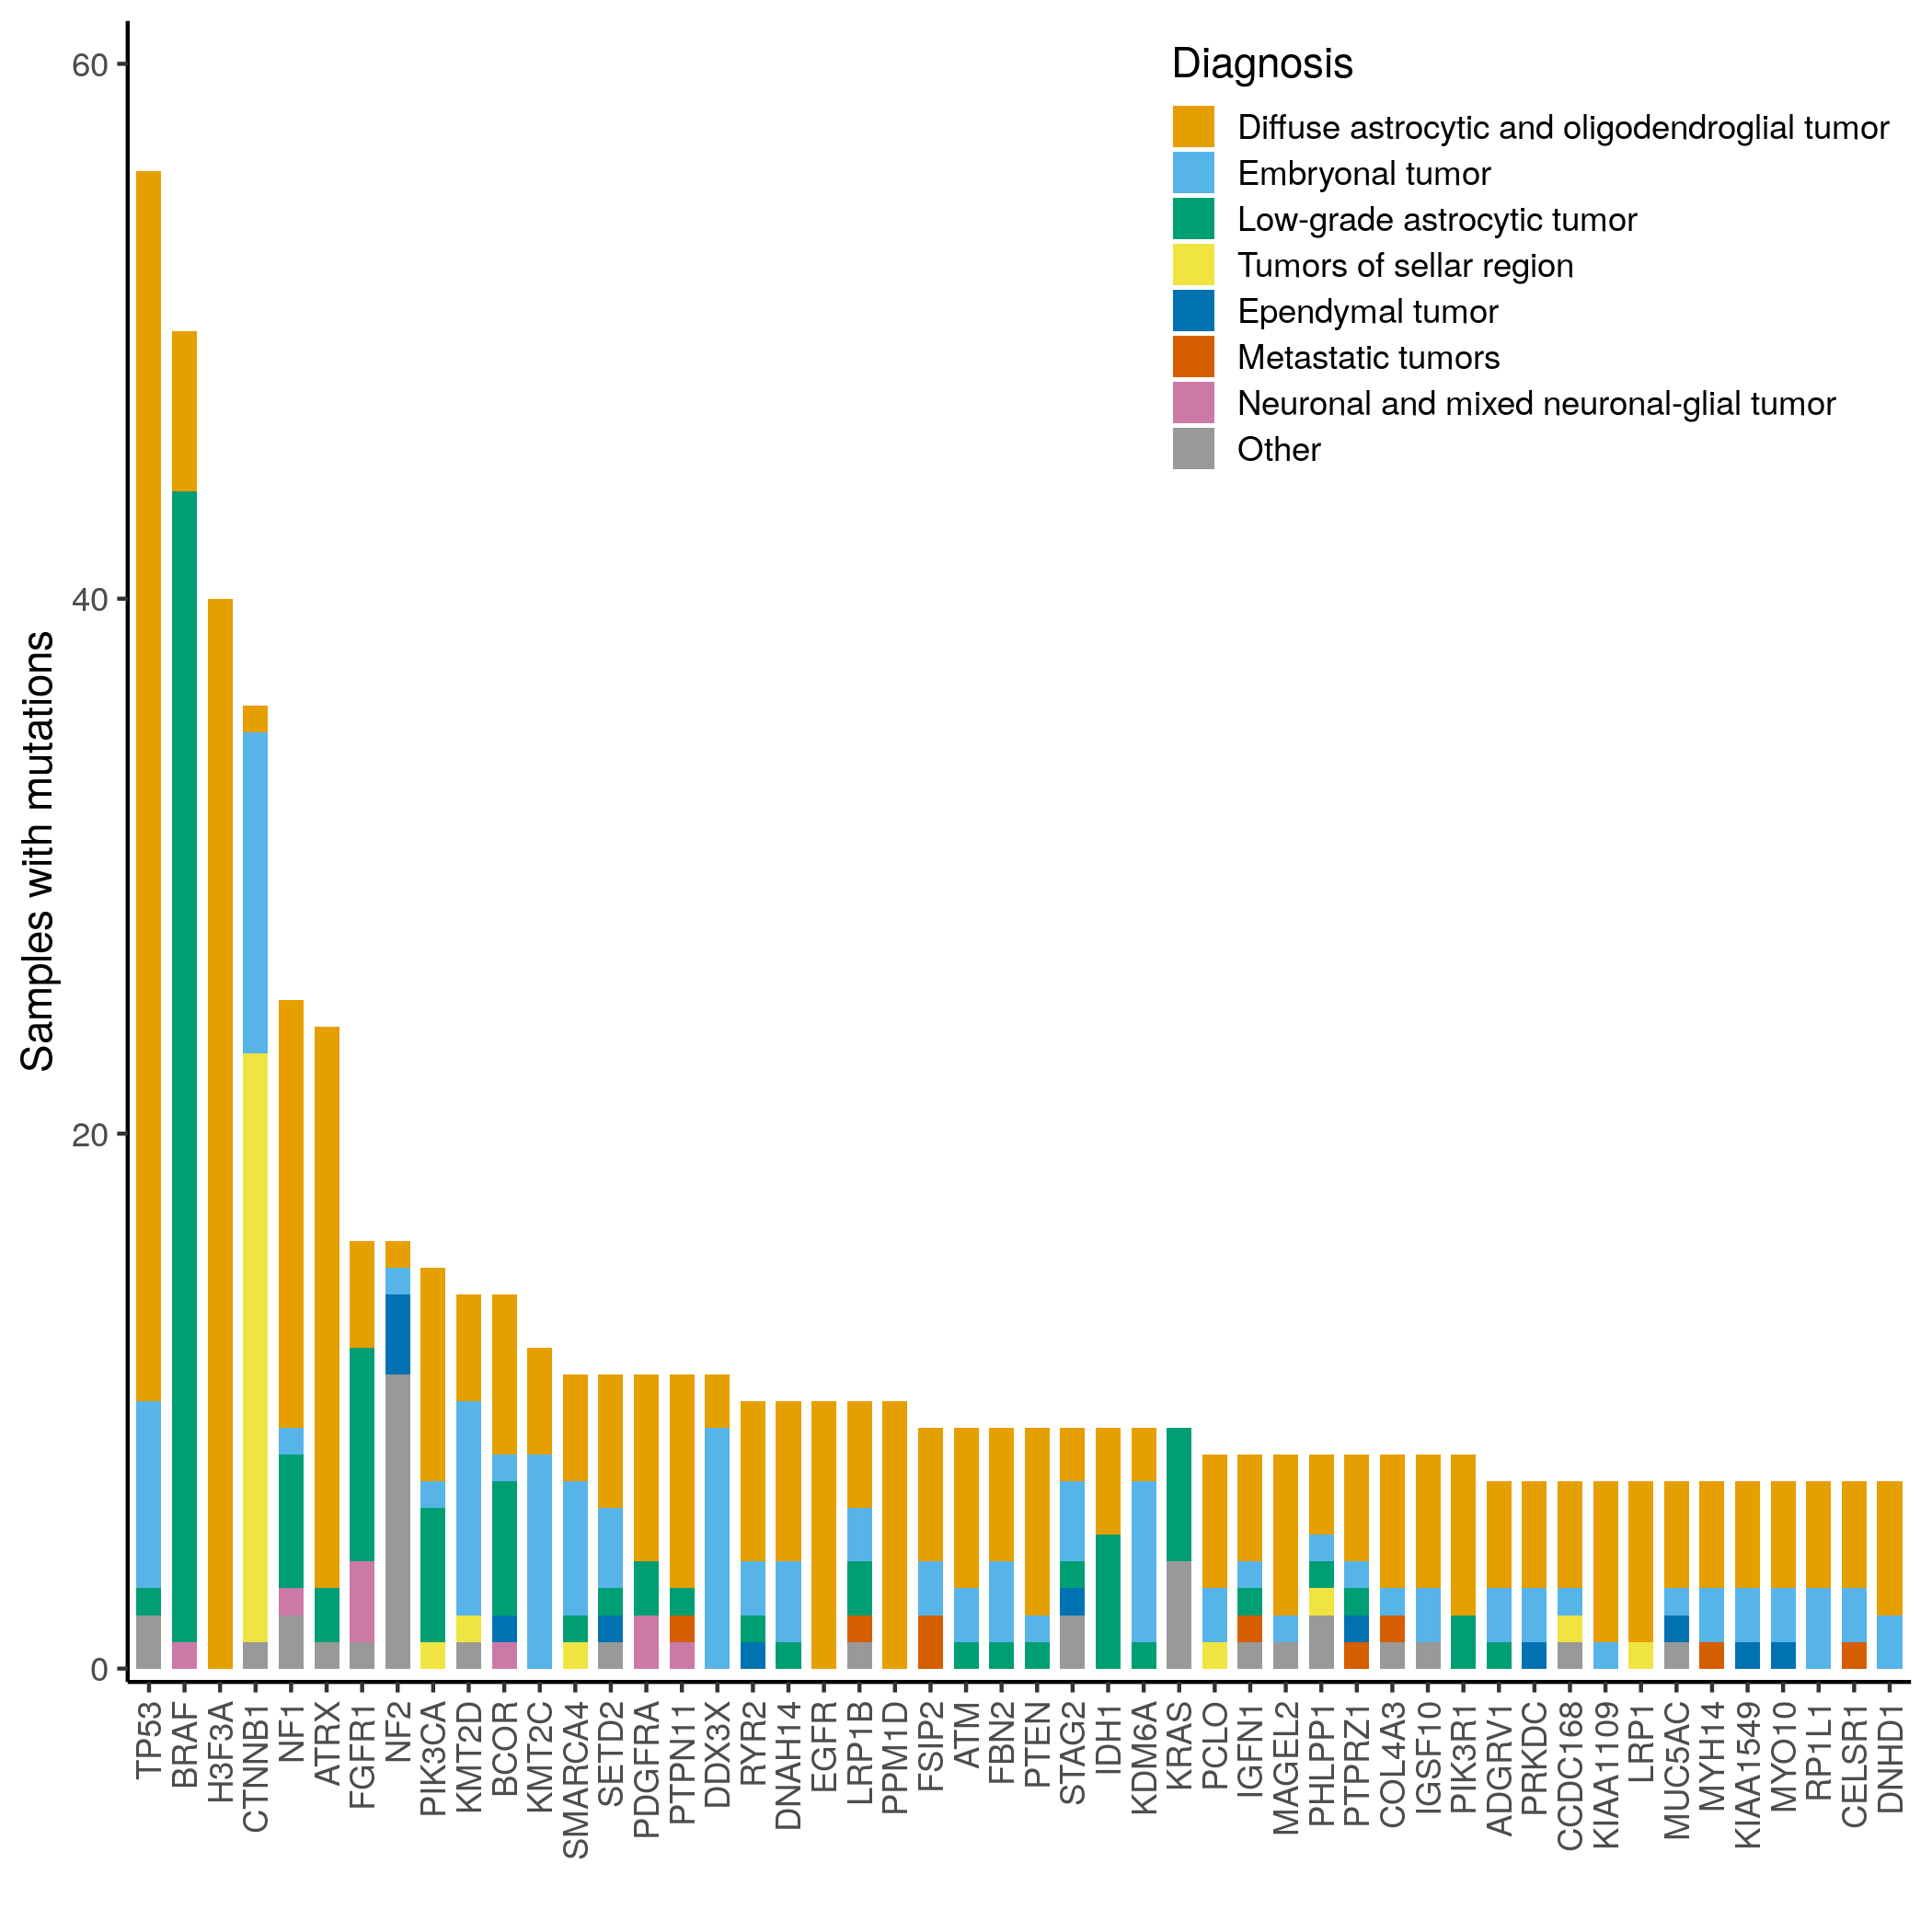 60
40
20
0
Samples with mutations
Diagnosis
Diffuse astrocytic and oligodendroglial tumor
Embryonal tumor
Low-grade astrocytic tumor
Tumors of sellar region
Ependymal tumor
Metastatic tumors
Neuronal and mixed neuronal-glial tumor
Other
TP53
BRAF
H3F3A
CTNNB1
NF1
ATRX
FGFR1
NF2
PIK3CA
KMT2D
BCOR
KMT2C
SMARCA4
SETD2
PDGFRA
PTPN11
DDX3X
RYR2
DNAH14
EGFR
LRP1B
PPM1D
FSIP2
ATM
FBN2
PTEN
STAG2
IDH1
KDM6A
KRAS
PCLO
IGFN1
MAGEL2
PHLPP1
PTPRZ1
COL4A3
IGSF10
PIK3R1
ADGRV1
PRKDC
CCDC168
KIAA1109
LRP1
MUC5AC
MYH14
KIAA1549
MYO10
RP1L1
CELSR1
DNHD1